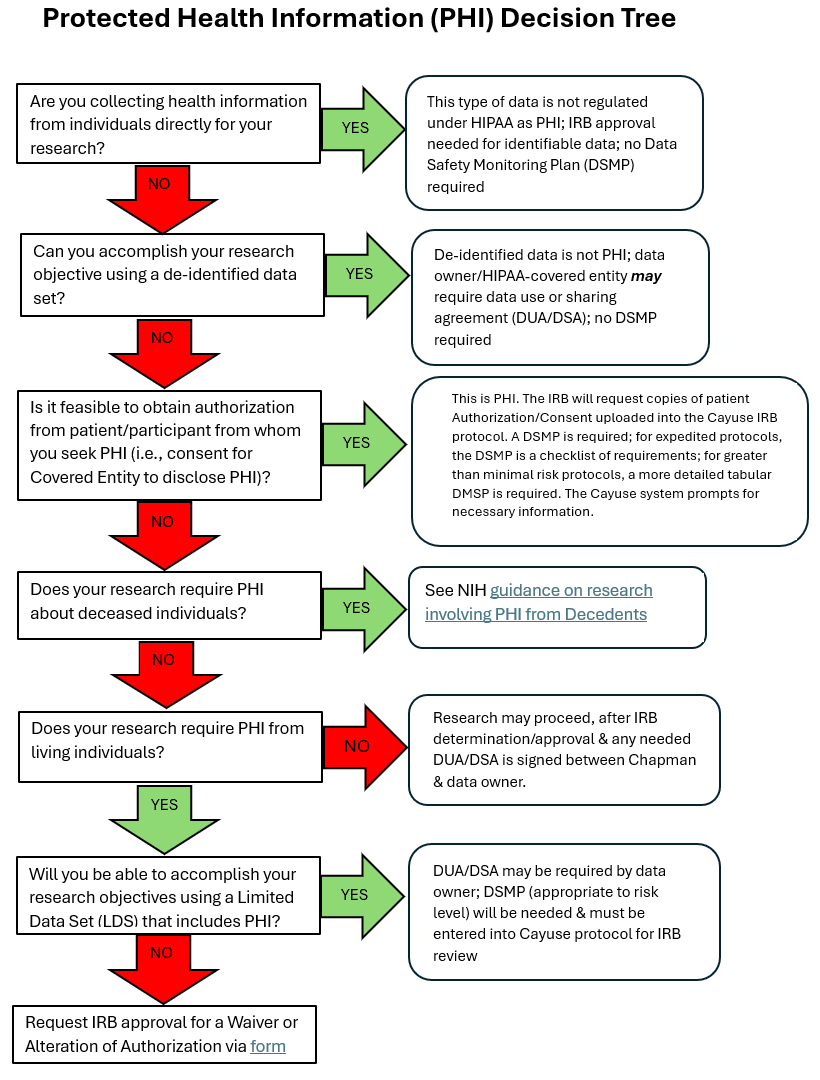 Protected Health Information (PHI) Decision Tree
Are you collecting health information
from individuals directly for your
research?
YES
This type of data is not regulated
under HIPAA as PHI; IRB approval
needed for identifiable data; no Data
Safety Monitoring Plan (DSMP)
required
NO
Can you accomplish your research
objective using a de-identified data
set?
YES
De-identified data is not PHI; data
owner/HIPAA-covered entity may
require data use or sharing
agreement (DUA/DSA); no DSMP
required
NO
Is it feasible to obtain authorization
from patient/participant from whom
you seek PHI (i.e., consent for
Covered Entity to disclose PHI)?
YES
This is PHI. The IRB will request copies of patient
Authorization/Consent uploaded into the Cayuse IRB
protocol. A DSMP is required; for expedited protocols,
the DSMP is a checklist of requirements; for greater
than minimal risk protocols, a more detailed tabular
DMSP is required. The Cayuse system prompts for
necessary information.
NO
Does your research require PHI
about deceased individuals?
YES
See NIH guidance on research
involving PHI from Decedents
NO
Does your research require PHI from
living individuals?
NO
Research may proceed, after IRB
determination/approval & any needed
DUA/DSA is signed between Chapman
& data owner.
YES
Will you be able to accomplish your
research objectives using a Limited
Data Set (LDS) that includes PHI?
YES
DUA/DSA may be required by data
owner; DSMP (appropriate to risk
level) will be needed & must be
entered into Cayuse protocol for IRB
review
NO
Request IRB approval for a Waiver or
Alteration of Authorization via form